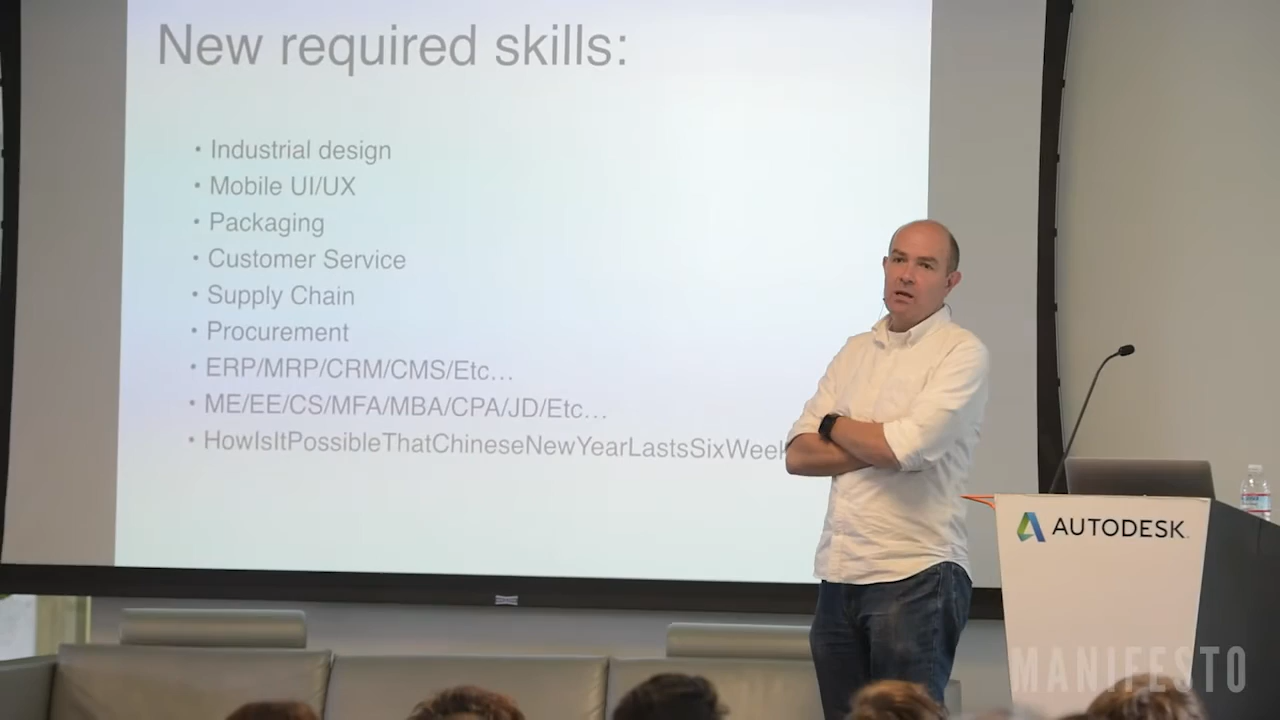 New required skills:
• Industrial design
• Mobile UI/UX
• Packaging
• Customer Service
• Supply Chain
• Procurement
• ERP/MRP/CRM/CMS/Etc…
• ME/EE/CS/MFA/MBA/CPA/JD/Etc…
• HowIsItPossibleThatChineseNewYearLastsSixWeek
AUTODESK.
MANIFESTO